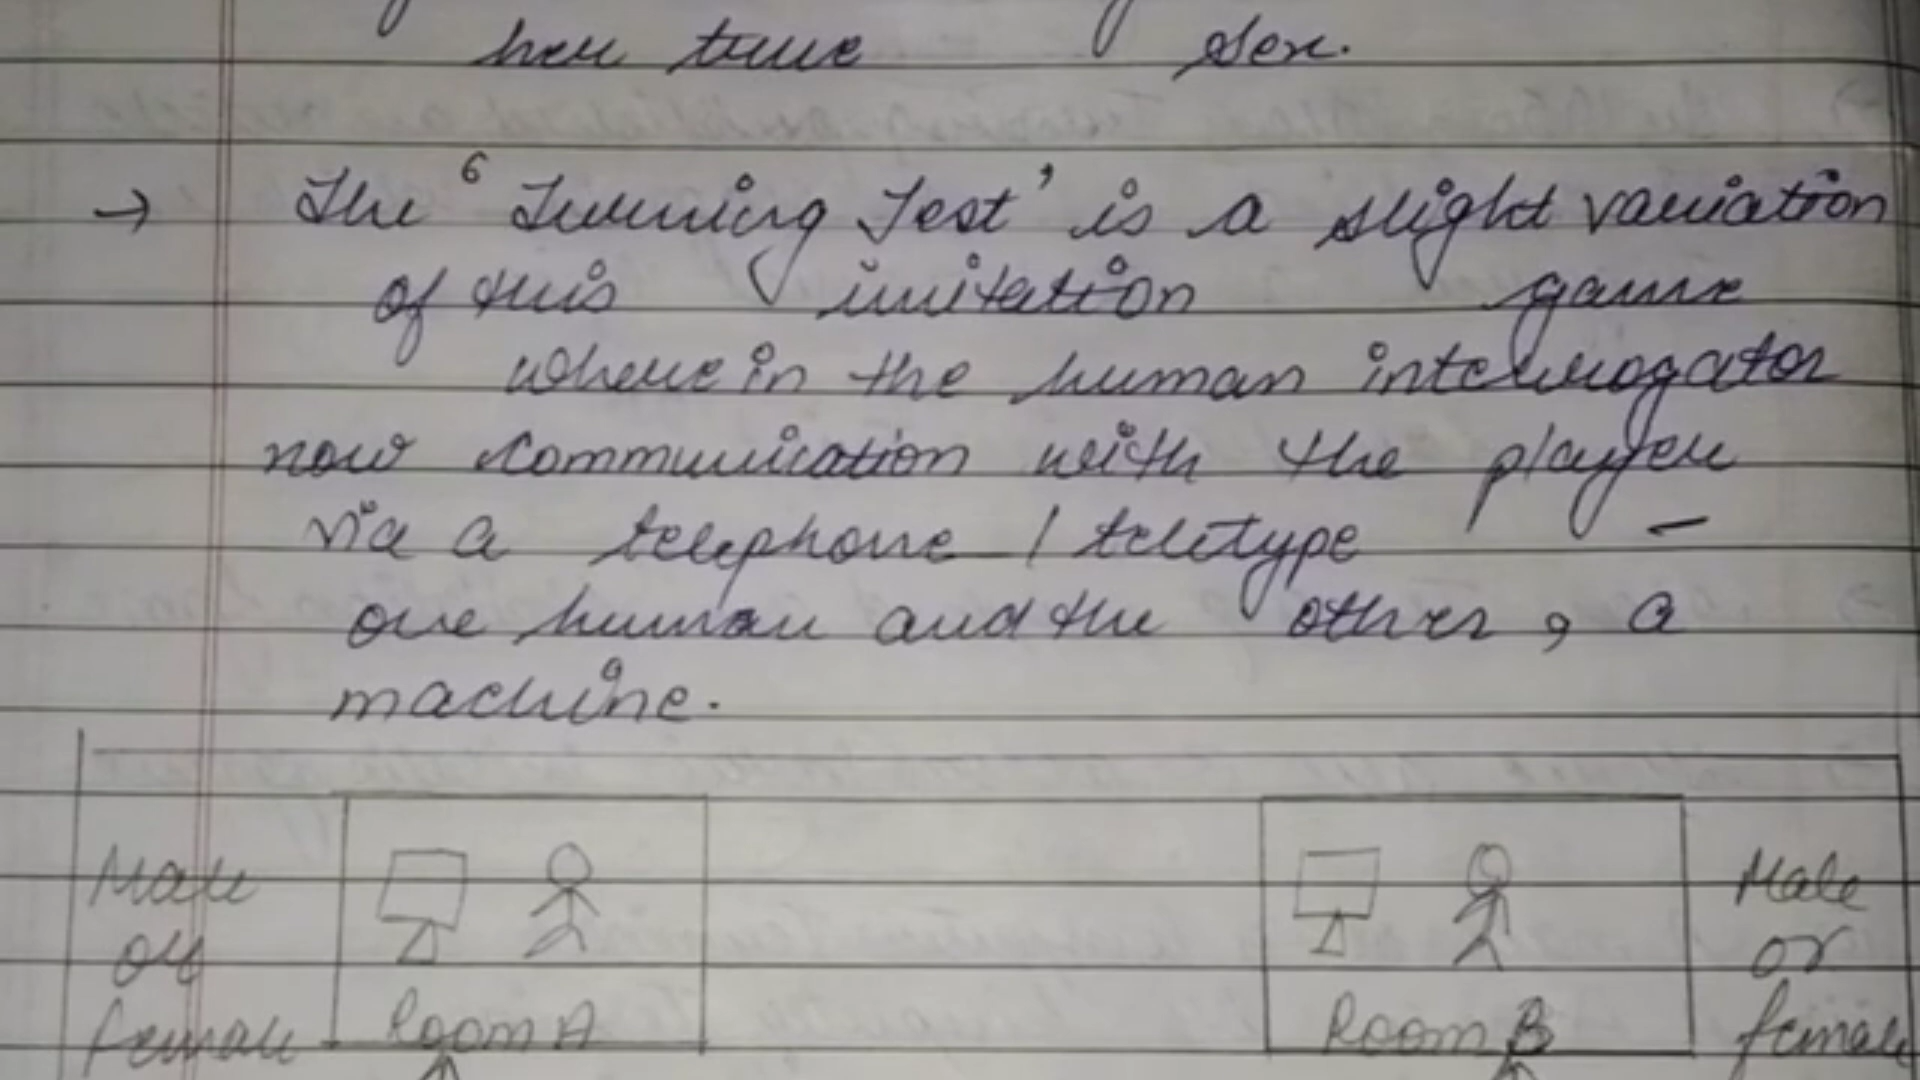 her true sex.
→ The ‘Turning Test’ is a slight variation
of this imitation game
where in the human interrogator
now communication with the player
via a telephone / teletype –
one human and the other, a
machine.
Male or female
Room A
Room B
Male or female